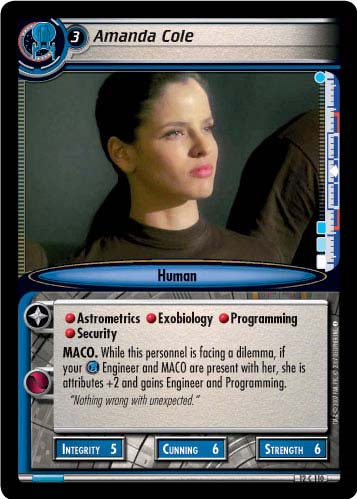 3 Amanda Cole
Human
Astrometrics Exobiology Programming
Security
MACO. While this personnel is facing a dilemma, if
your Engineer and MACO are present with her, she is
attributes +2 and gains Engineer and Programming.
"Nothing wrong with unexpected."
INTEGRITY 5 CUNNING 6 STRENGTH 6
12 C 110